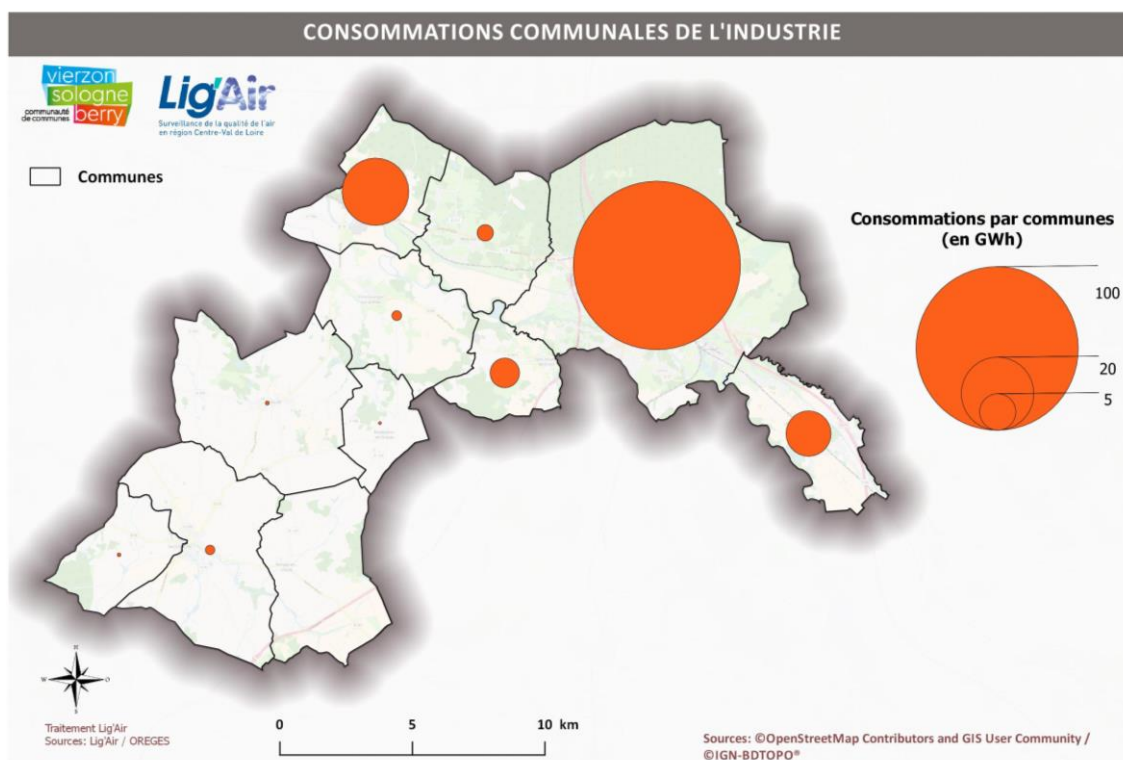 CONSOMMATIONS COMMUNALES DE L'INDUSTRIE
vierzon
sologne
communauté
de communes
berry
Lig'Air
Surveillance de la qualité de l'air
en région Centre-Val de Loire
Communes
Consommations par communes
(en GWh)
100
20
5
N
W
O
S
Traitement Lig'Air
Sources: Lig'Air / OREGES
0
5
10 km
Sources: ©OpenStreetMap Contributors and GIS User Community /
©IGN-BDTOPO®